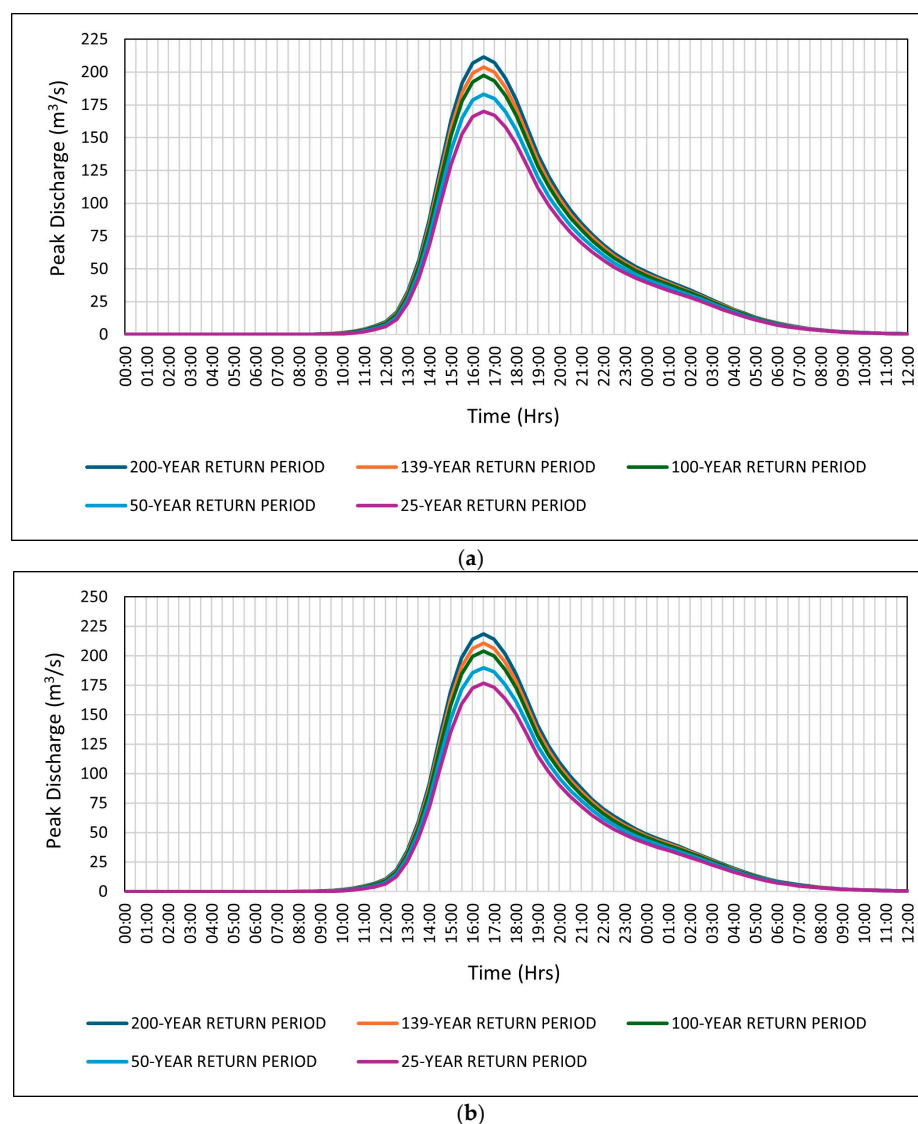 225
200
175
150
125
100
75
50
25
0
Peak Discharge (m³/s)
00:00 01:00 02:00 03:00 04:00 05:00 06:00 07:00 08:00 09:00 10:00 11:00 12:00 13:00 14:00 15:00 16:00 17:00 18:00 19:00 20:00 21:00 22:00 23:00 00:00 01:00 02:00 03:00 04:00 05:00 06:00 07:00 08:00 09:00 10:00 11:00 12:00
Time (Hrs)
200-YEAR RETURN PERIOD 139-YEAR RETURN PERIOD 100-YEAR RETURN PERIOD
50-YEAR RETURN PERIOD 25-YEAR RETURN PERIOD
(a)
250
225
200
175
150
125
100
75
50
25
0
Peak Discharge (m³/s)
00:00 01:00 02:00 03:00 04:00 05:00 06:00 07:00 08:00 09:00 10:00 11:00 12:00 13:00 14:00 15:00 16:00 17:00 18:00 19:00 20:00 21:00 22:00 23:00 00:00 01:00 02:00 03:00 04:00 05:00 06:00 07:00 08:00 09:00 10:00 11:00 12:00
Time (Hrs)
200-YEAR RETURN PERIOD 139-YEAR RETURN PERIOD 100-YEAR RETURN PERIOD
50-YEAR RETURN PERIOD 25-YEAR RETURN PERIOD
(b)